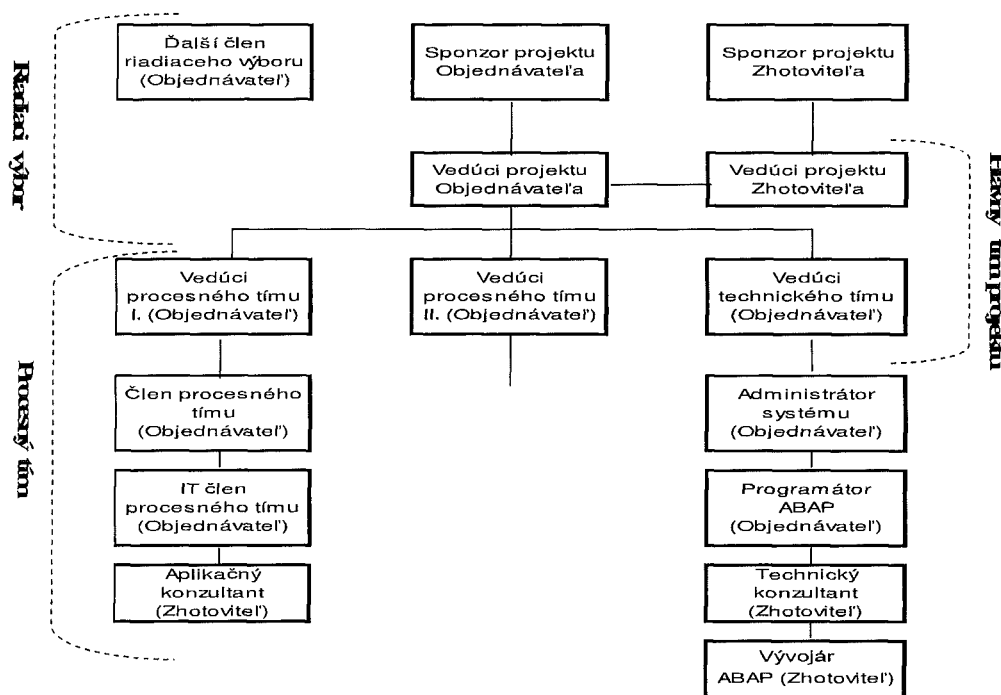 Ďalší člen
riadiaceho výboru
(Objednávateľ)
Sponzor projektu
Objednávateľa
Sponzor projektu
Zhotoviteľa
Riadiaci výbor
Vedúci projektu
Objednávateľa
Vedúci projektu
Zhotoviteľa
Hlavný tím projektu
Vedúci
procesného tímu
I. (Objednávateľ)
Vedúci
procesného tímu
II. (Objednávateľ)
Vedúci
technického tímu
(Objednávateľ)
Procesný tím
Člen procesného
tímu
(Objednávateľ)
Administrátor
systému
(Objednávateľ)
IT člen
procesného tímu
(Objednávateľ)
Programátor
ABAP
(Objednávateľ)
Aplikačný
konzultant
(Zhotoviteľ)
Technický
konzultant
(Zhotoviteľ)
Vývojár
ABAP (Zhotoviteľ)